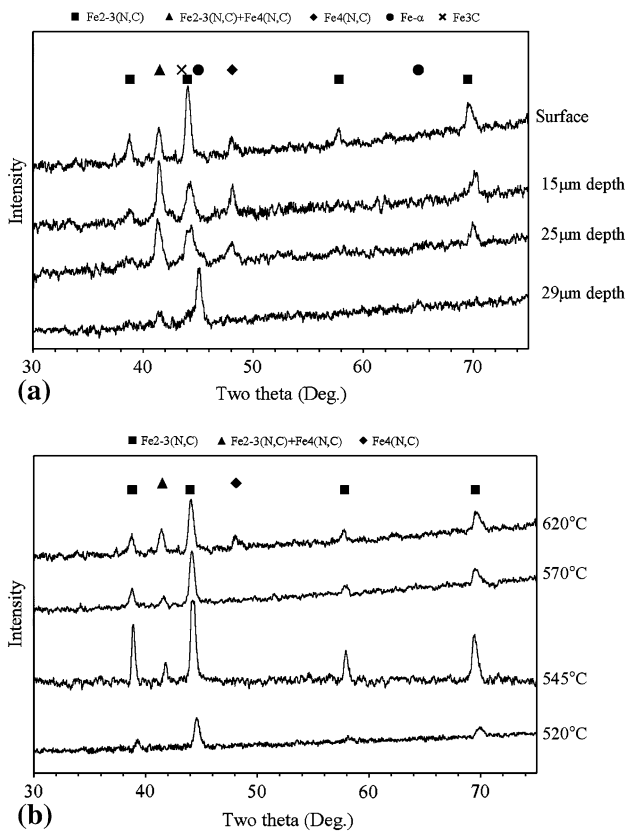 ■ Fe2-3(N,C) ▲ Fe2-3(N,C)+Fe4(N,C) ◆ Fe4(N,C) ● Fe-α × Fe3C
Surface
15μm depth
25μm depth
29μm depth
Intensity
30 40 50 60 70
Two theta (Deg.)
(a)
■ Fe2-3(N,C) ▲ Fe2-3(N,C)+Fe4(N,C) ◆ Fe4(N,C)
620°C
570°C
545°C
520°C
Intensity
30 40 50 60 70
Two theta (Deg.)
(b)